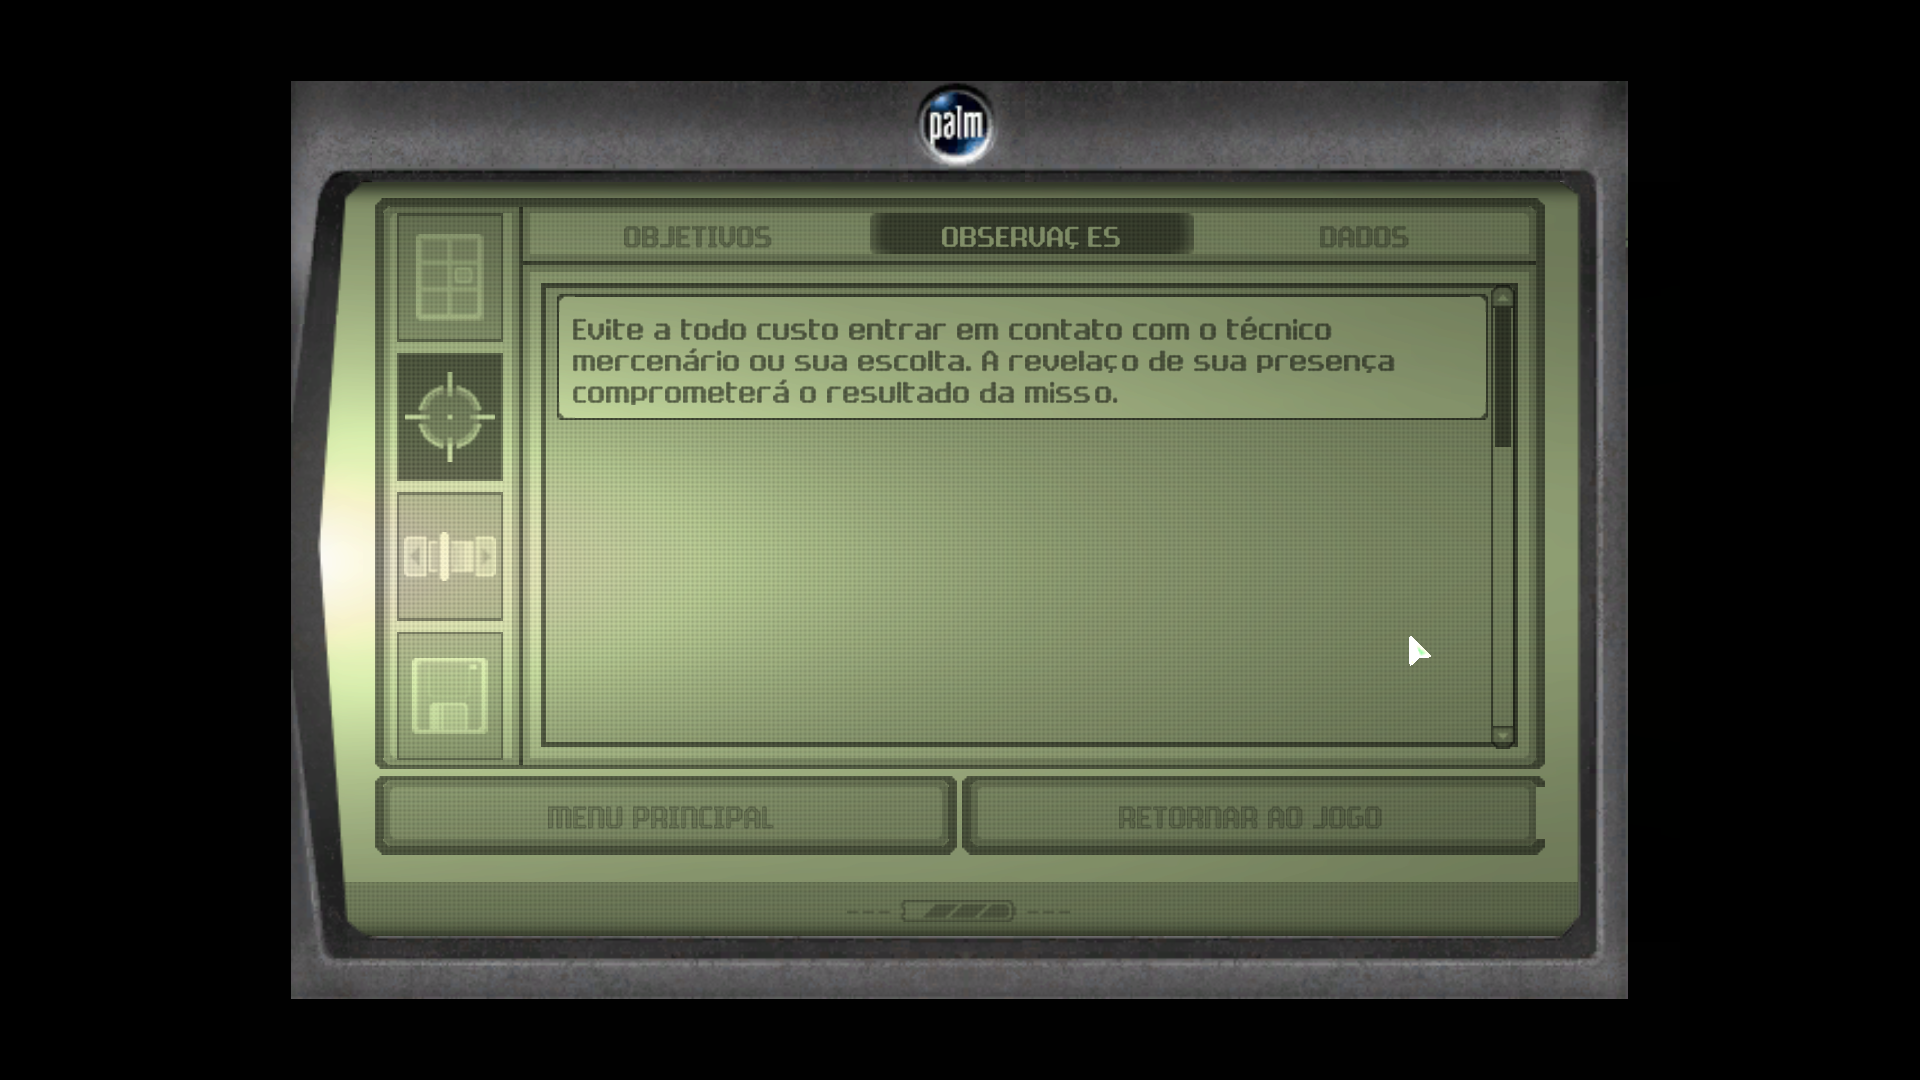 palm
OBJETIVOS
OBSERVAÇ ES
DADOS
Evite a todo custo entrar em contato com o técnico
mercenário ou sua escolta. A revelaço de sua presença
comprometerá o resultado da misso.
MENU PRINCIPAL
RETORNAR AO JOGO